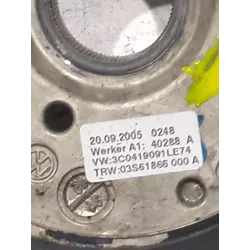 20.09.2005 0248
Werker A1: 40288 A
VW:3C0419091LE74
TRW:03S61866 000 A